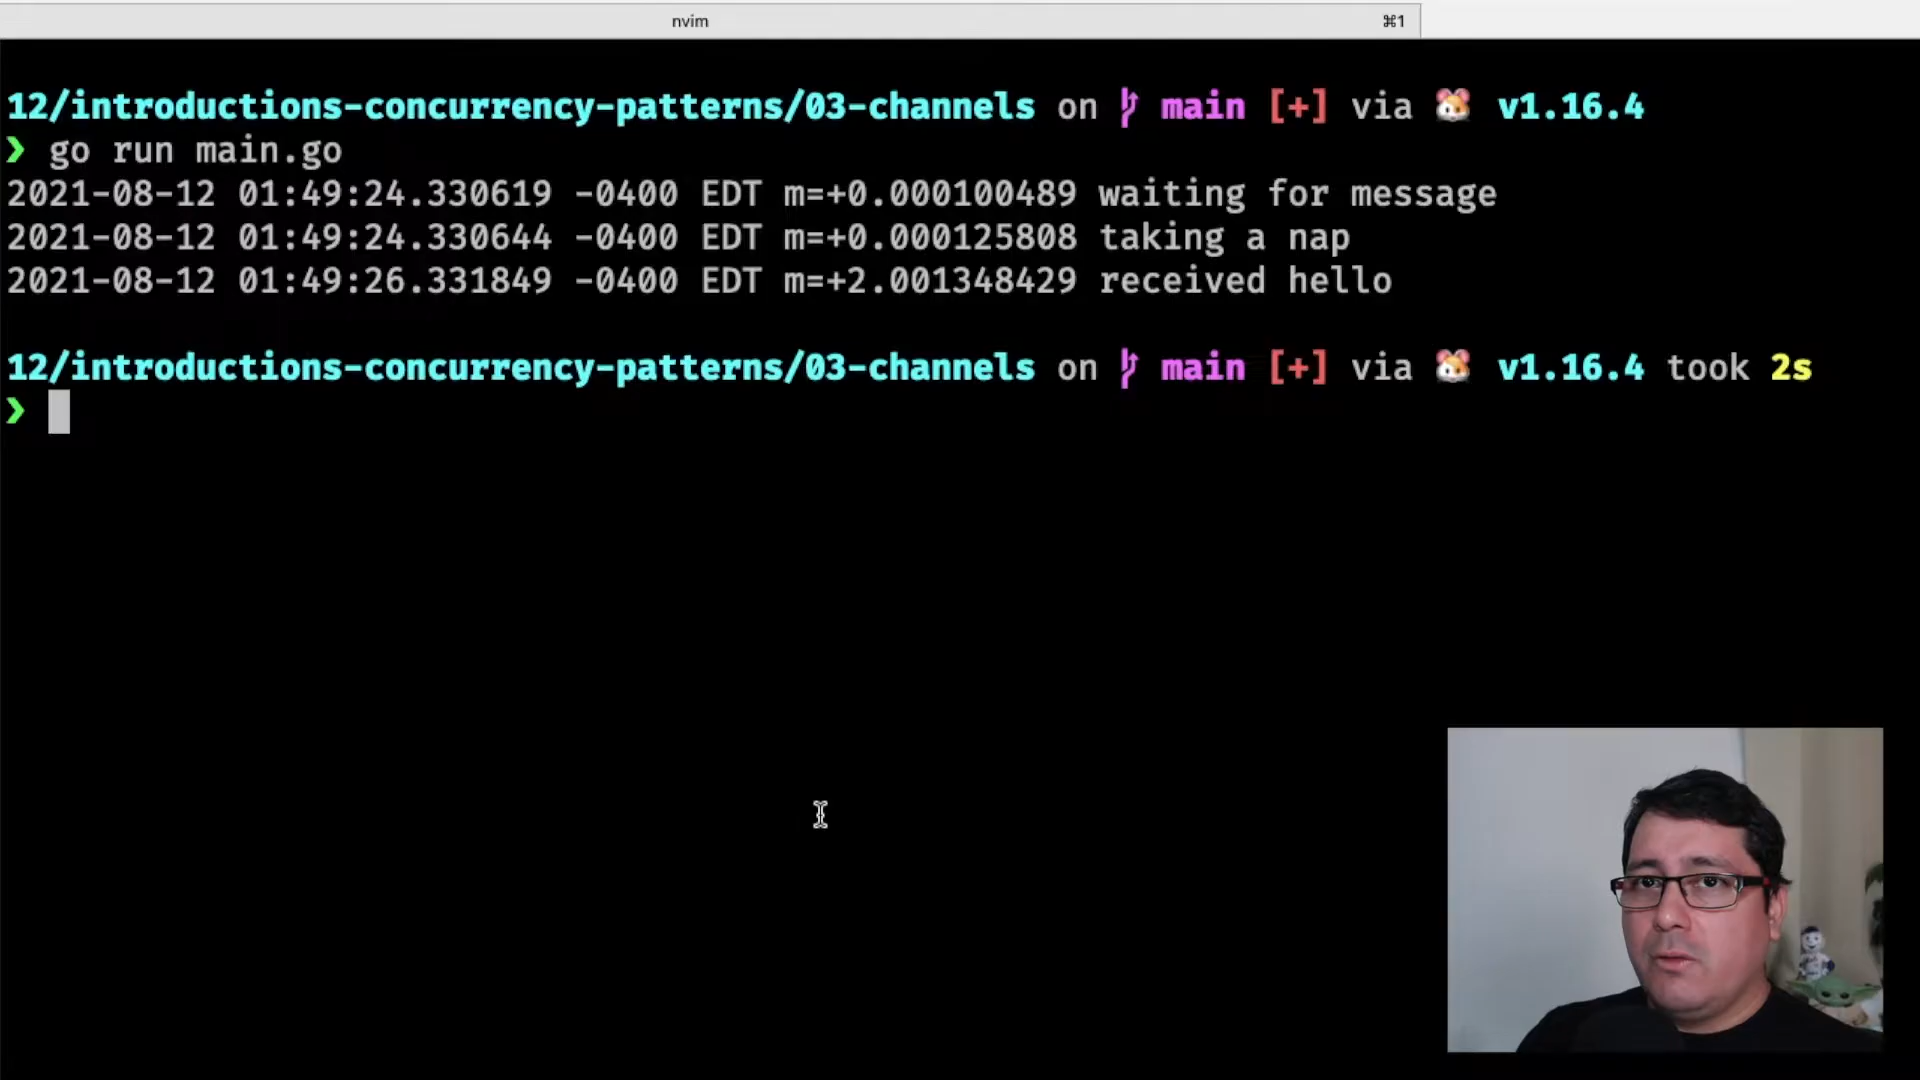 nvim ⌘1
12/introductions-concurrency-patterns/03-channels on main [+] via 🐹 v1.16.4
❯ go run main.go
2021-08-12 01:49:24.330619 -0400 EDT m=+0.000100489 waiting for message
2021-08-12 01:49:24.330644 -0400 EDT m=+0.000125808 taking a nap
2021-08-12 01:49:26.331849 -0400 EDT m=+2.001348429 received hello
12/introductions-concurrency-patterns/03-channels on main [+] via 🐹 v1.16.4 took 2s
❯